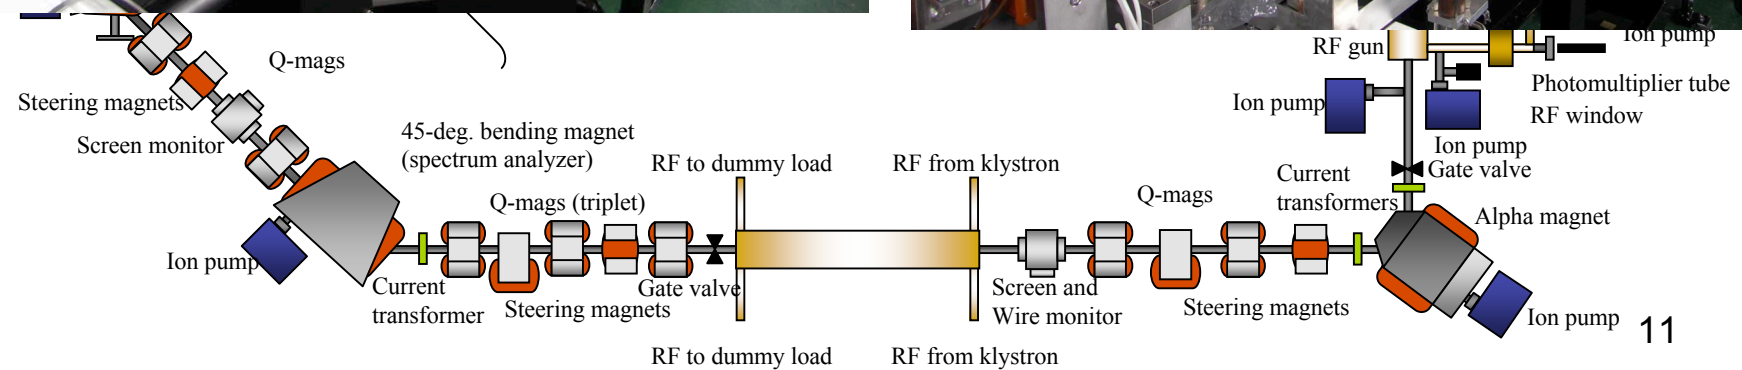 Q-mags
Steering magnets
Screen monitor
45-deg. bending magnet
(spectrum analyzer)
Ion pump
Current
transformer
Q-mags (triplet)
Steering magnets
Gate valve
RF to dummy load
RF from klystron
RF to dummy load
RF from klystron
Screen and
Wire monitor
Q-mags
Steering magnets
Current
transformers
RF gun
Ion pump
Ion pump
Photomultiplier tube
RF window
Ion pump
Gate valve
Alpha magnet
Ion pump
11